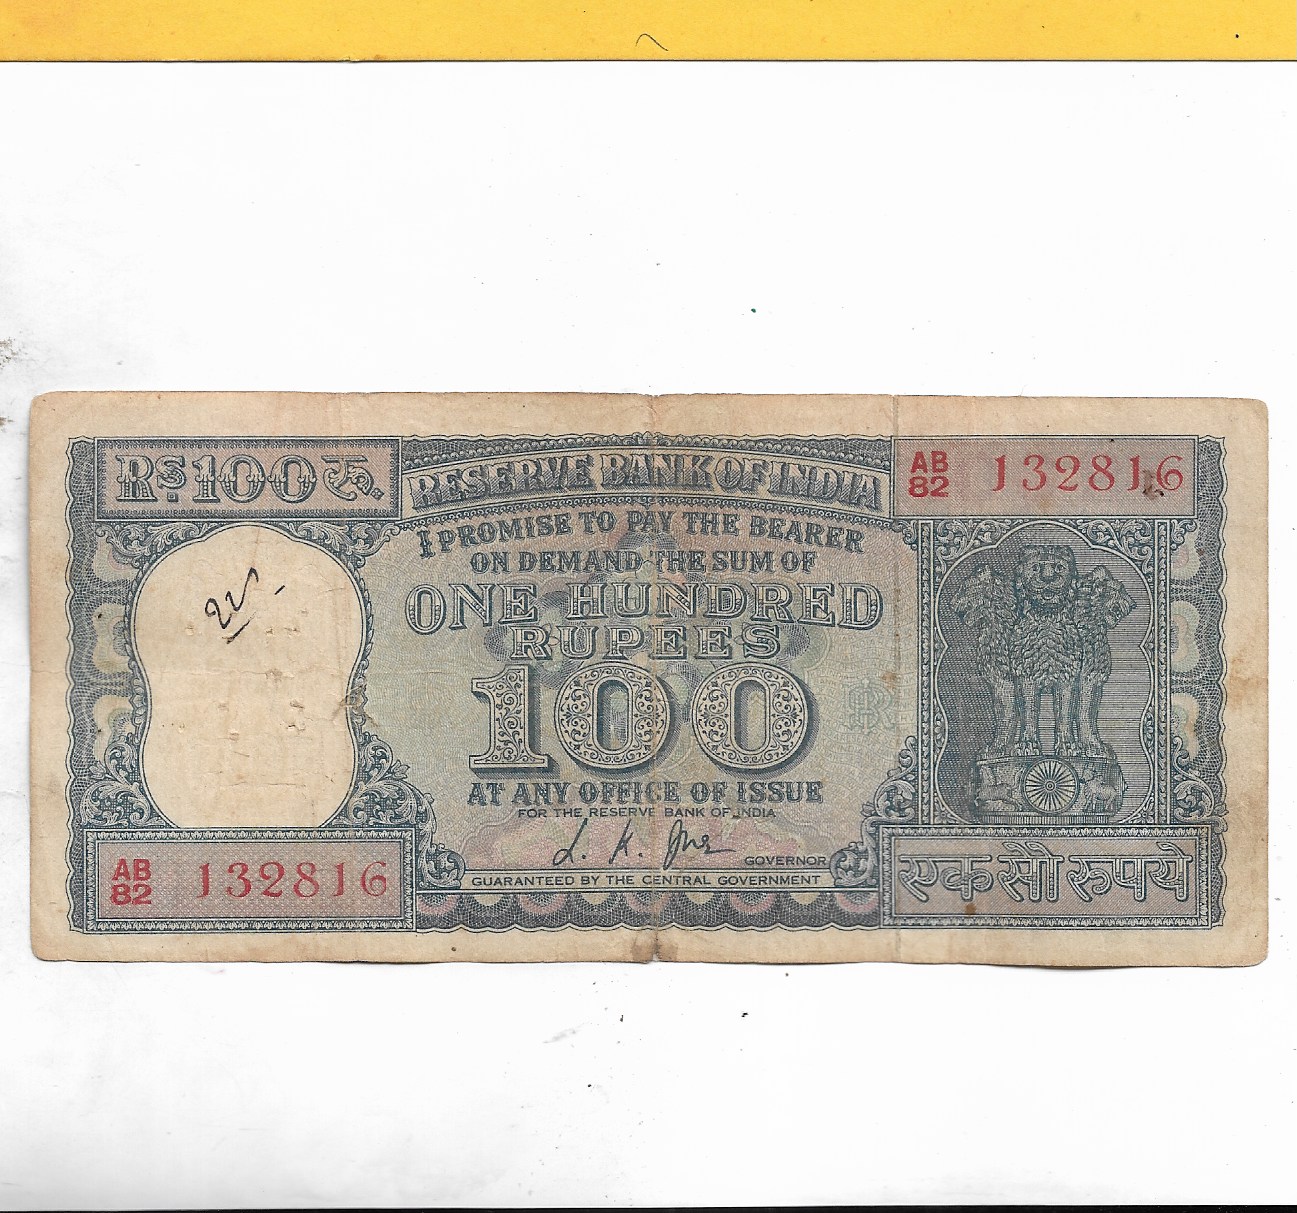 Rs.100रु.
RESERVE BANK OF INDIA
AB
82
132816
I PROMISE TO PAY THE BEARER
ON DEMAND THE SUM OF
ONE HUNDRED
RUPEES
100
AT ANY OFFICE OF ISSUE
FOR THE RESERVE BANK OF INDIA
GOVERNOR
GUARANTEED BY THE CENTRAL GOVERNMENT
AB
82
132816
एक सौ रुपये